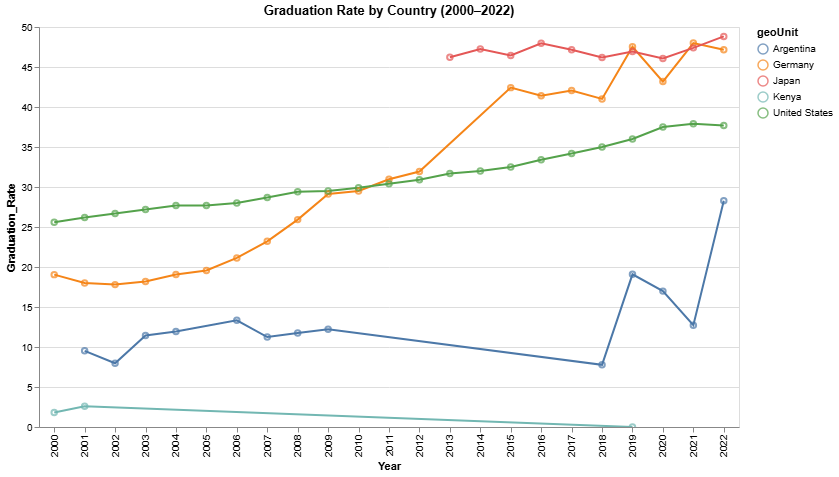 Graduation Rate by Country (2000–2022)
geoUnit
Argentina
Germany
Japan
Kenya
United States
Graduation_Rate
50
45
40
35
30
25
20
15
10
5
0
2000 2001 2002 2003 2004 2005 2006 2007 2008 2009 2010 2011 2012 2013 2014 2015 2016 2017 2018 2019 2020 2021 2022
Year